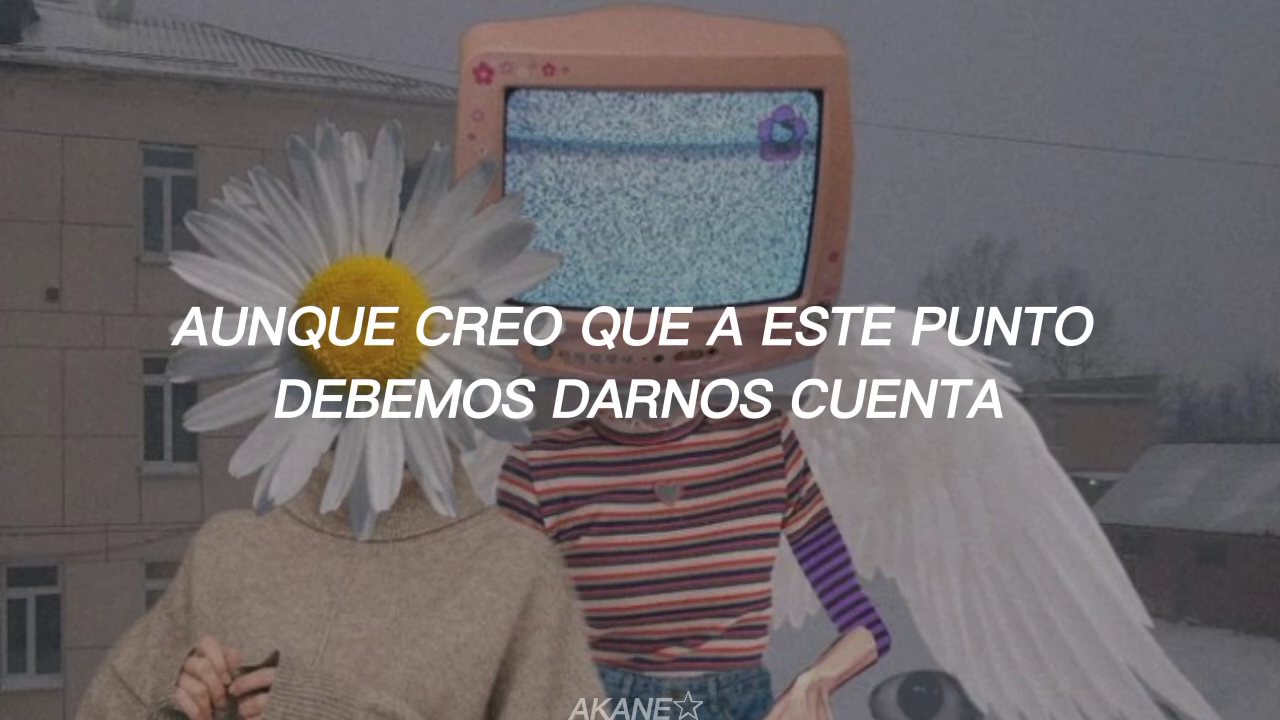 AUNQUE CREO QUE A ESTE PUNTO
DEBEMOS DARNOS CUENTA
AKANE☆